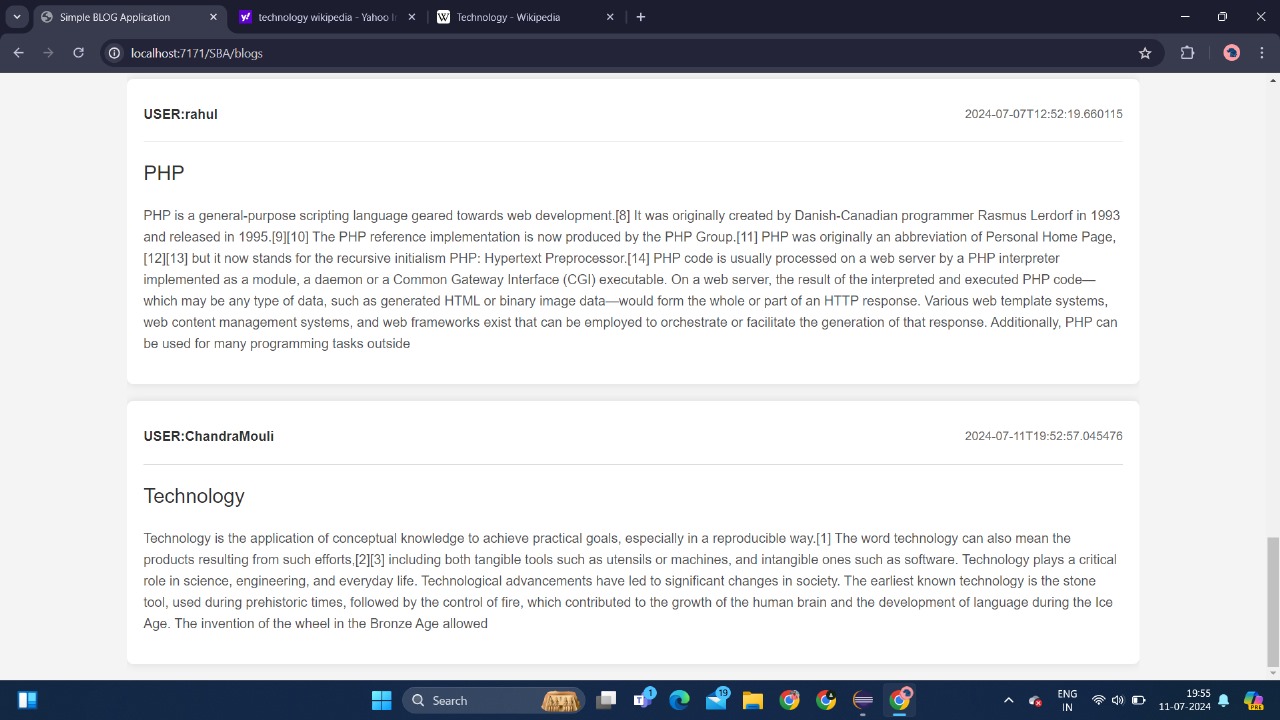 Simple BLOG Application
technology wikipedia - Yahoo
Technology - Wikipedia
localhost:7171/SBA/blogs
USER:rahul
2024-07-07T12:52:19.660115
PHP
PHP is a general-purpose scripting language geared towards web development.[8] It was originally created by Danish-Canadian programmer Rasmus Lerdorf in 1993
and released in 1995.[9][10] The PHP reference implementation is now produced by the PHP Group.[11] PHP was originally an abbreviation of Personal Home Page,
[12][13] but it now stands for the recursive initialism PHP: Hypertext Preprocessor.[14] PHP code is usually processed on a web server by a PHP interpreter
implemented as a module, a daemon or a Common Gateway Interface (CGI) executable. On a web server, the result of the interpreted and executed PHP code—
which may be any type of data, such as generated HTML or binary image data—would form the whole or part of an HTTP response. Various web template systems,
web content management systems, and web frameworks exist that can be employed to orchestrate or facilitate the generation of that response. Additionally, PHP can
be used for many programming tasks outside
USER:ChandraMouli
2024-07-11T19:52:57.045476
Technology
Technology is the application of conceptual knowledge to achieve practical goals, especially in a reproducible way.[1] The word technology can also mean the
products resulting from such efforts,[2][3] including both tangible tools such as utensils or machines, and intangible ones such as software. Technology plays a critical
role in science, engineering, and everyday life. Technological advancements have led to significant changes in society. The earliest known technology is the stone
tool, used during prehistoric times, followed by the control of fire, which contributed to the growth of the human brain and the development of language during the Ice
Age. The invention of the wheel in the Bronze Age allowed
Search
1
19
ENG
IN
19:55
11-07-2024
PRE